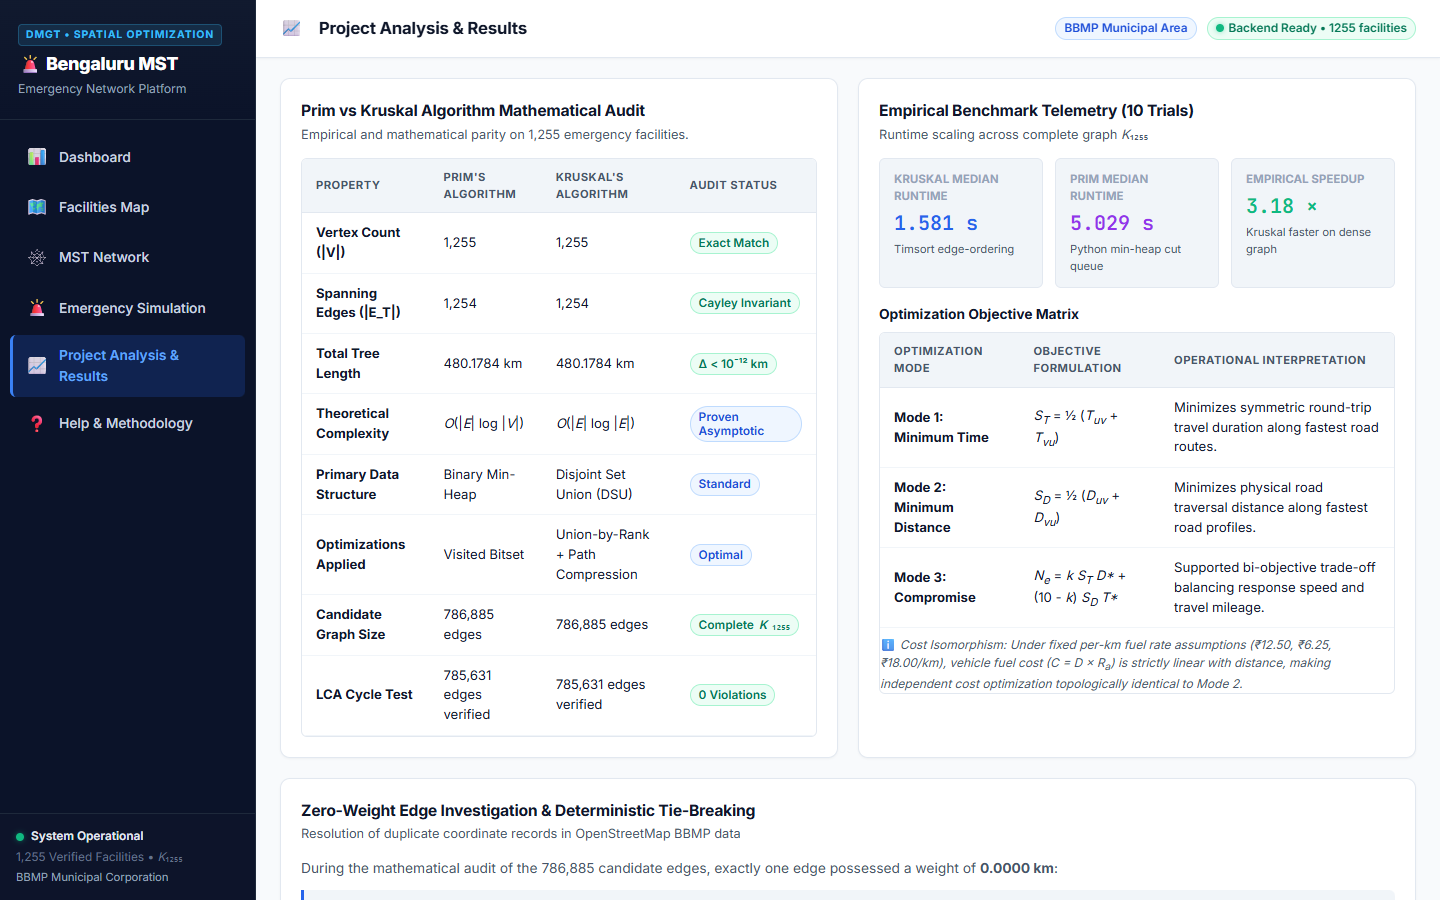 DMGT • SPATIAL OPTIMIZATION
Bengaluru MST
Emergency Network Platform
Dashboard
Facilities Map
MST Network
Emergency Simulation
Project Analysis &
Results
Help & Methodology
System Operational
1,255 Verified Facilities • K₁₂₅₅
BBMP Municipal Corporation
Project Analysis & Results
BBMP Municipal Area
Backend Ready • 1255 facilities
Prim vs Kruskal Algorithm Mathematical Audit
Empirical and mathematical parity on 1,255 emergency facilities.
PROPERTY
PRIM'S
ALGORITHM
KRUSKAL'S
ALGORITHM
AUDIT STATUS
Vertex Count
(|V|)
1,255
1,255
Exact Match
Spanning
Edges (|E_T|)
1,254
1,254
Cayley Invariant
Total Tree
Length
480.1784 km
480.1784 km
Δ < 10⁻¹² km
Theoretical
Complexity
O(|E| log |V|)
O(|E| log |E|)
Proven
Asymptotic
Primary Data
Structure
Binary Min-
Heap
Disjoint Set
Union (DSU)
Standard
Optimizations
Applied
Visited Bitset
Union-by-Rank
+ Path
Compression
Optimal
Candidate
Graph Size
786,885
edges
786,885 edges
Complete K ₁₂₅₅
LCA Cycle Test
785,631
edges
verified
785,631 edges
verified
0 Violations
Empirical Benchmark Telemetry (10 Trials)
Runtime scaling across complete graph K₁₂₅₅
KRUSKAL MEDIAN
RUNTIME
1.581 s
Timsort edge-ordering
PRIM MEDIAN
RUNTIME
5.029 s
Python min-heap cut
queue
EMPIRICAL SPEEDUP
3.18 ×
Kruskal faster on dense
graph
Optimization Objective Matrix
OPTIMIZATION
MODE
OBJECTIVE
FORMULATION
OPERATIONAL INTERPRETATION
Mode 1:
Minimum Time
S_T = ½ (T_uv +
T_vu)
Minimizes symmetric round-trip
travel duration along fastest road
routes.
Mode 2:
Minimum
Distance
S_D = ½ (D_uv +
D_vu)
Minimizes physical road
traversal distance along fastest
road profiles.
Mode 3:
Compromise
N_e = k S_T D* +
(10 - k) S_D T*
Supported bi-objective trade-off
balancing response speed and
travel mileage.
ℹ️ Cost Isomorphism: Under fixed per-km fuel rate assumptions (₹12.50, ₹6.25,
₹18.00/km), vehicle fuel cost (C = D × R_a) is strictly linear with distance, making
independent cost optimization topologically identical to Mode 2.
Zero-Weight Edge Investigation & Deterministic Tie-Breaking
Resolution of duplicate coordinate records in OpenStreetMap BBMP data
During the mathematical audit of the 786,885 candidate edges, exactly one edge possessed a weight of 0.0000 km: